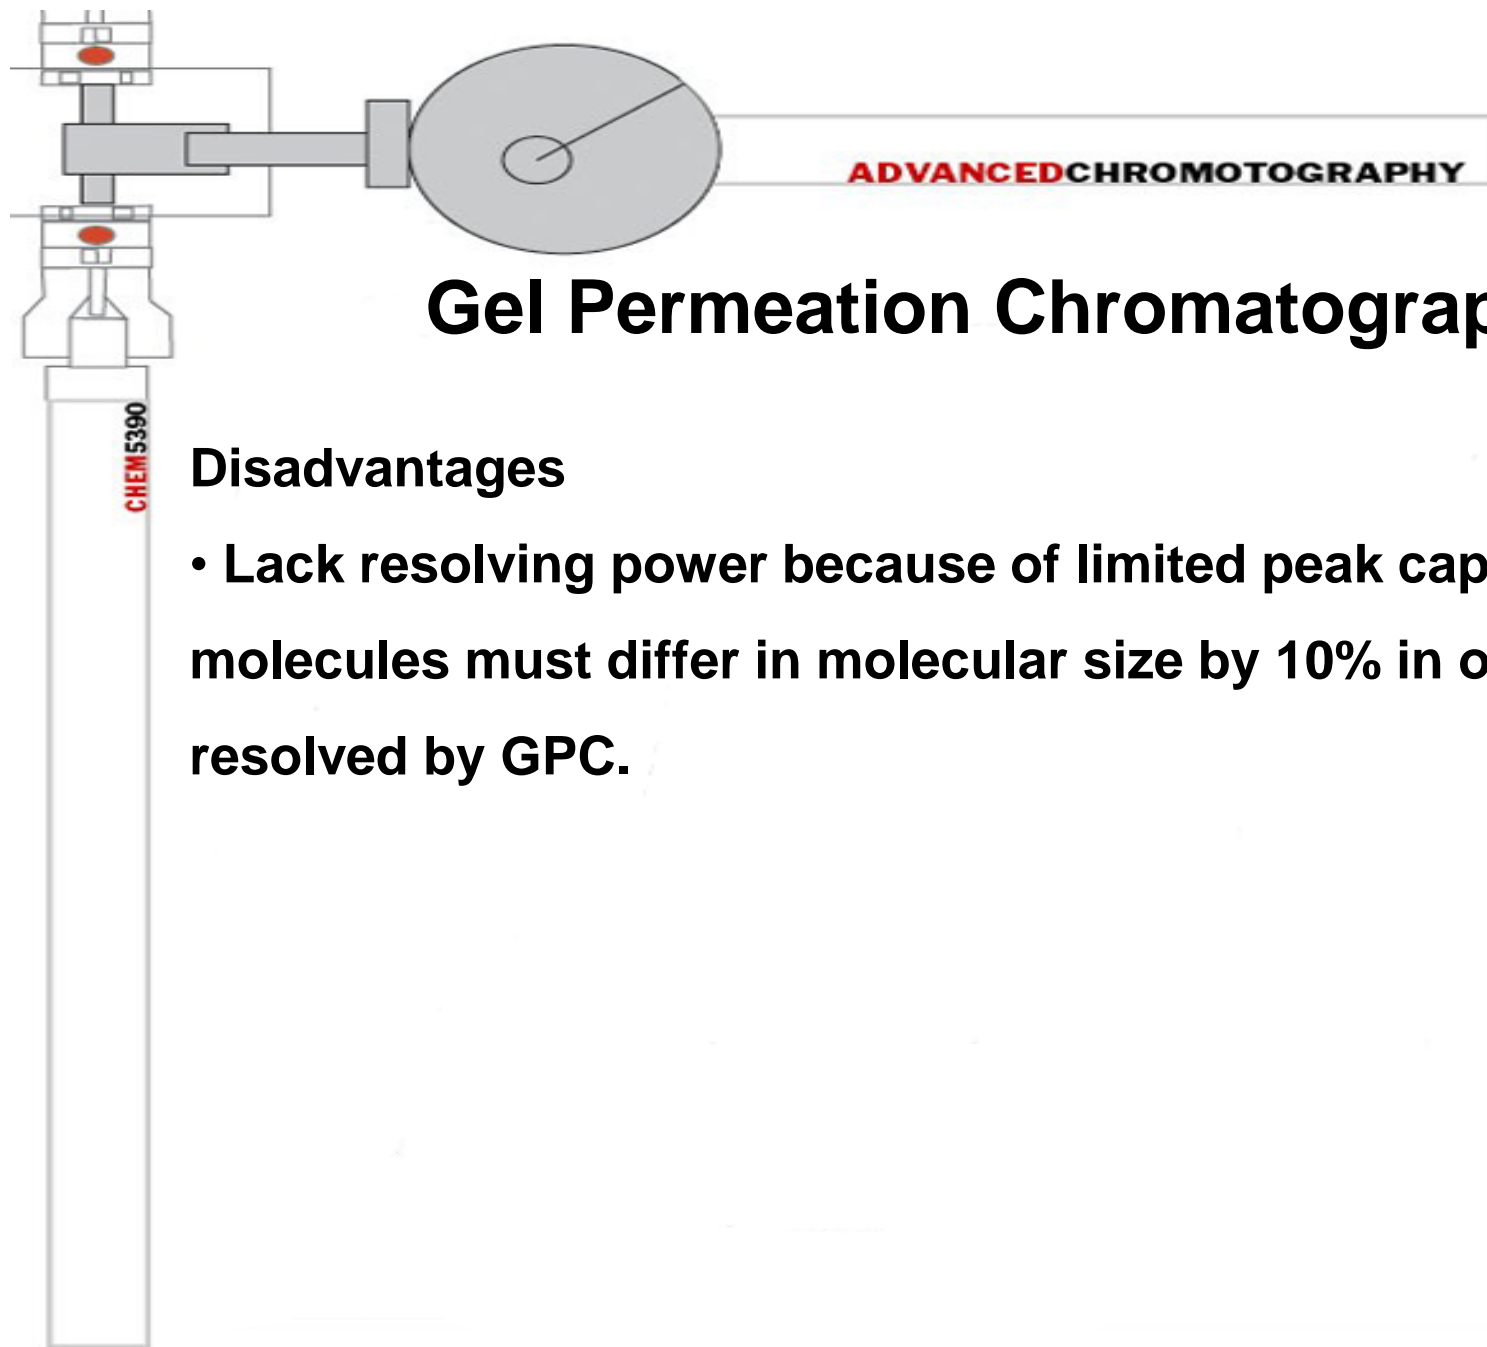 ADVANCEDCHROMOTOGRAPHY
Gel Permeation Chromatograp
CHEM5390
Disadvantages
• Lack resolving power because of limited peak cap
molecules must differ in molecular size by 10% in o
resolved by GPC.